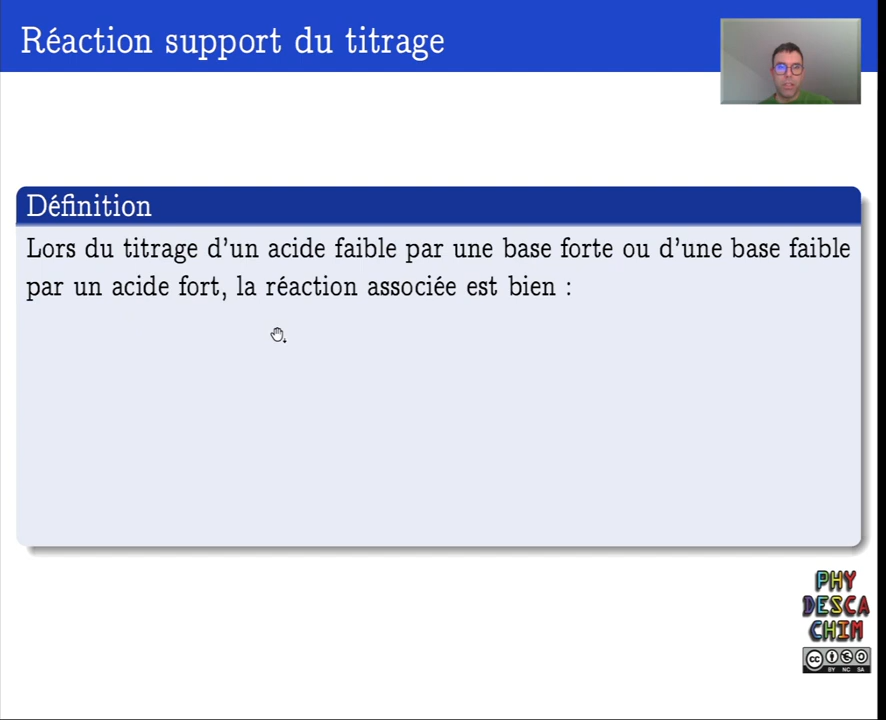 Réaction support du titrage
Définition
Lors du titrage d'un acide faible par une base forte ou d'une base faible
par un acide fort, la réaction associée est bien :
PHY
DESCA
CHIM
CC
BY NC SA